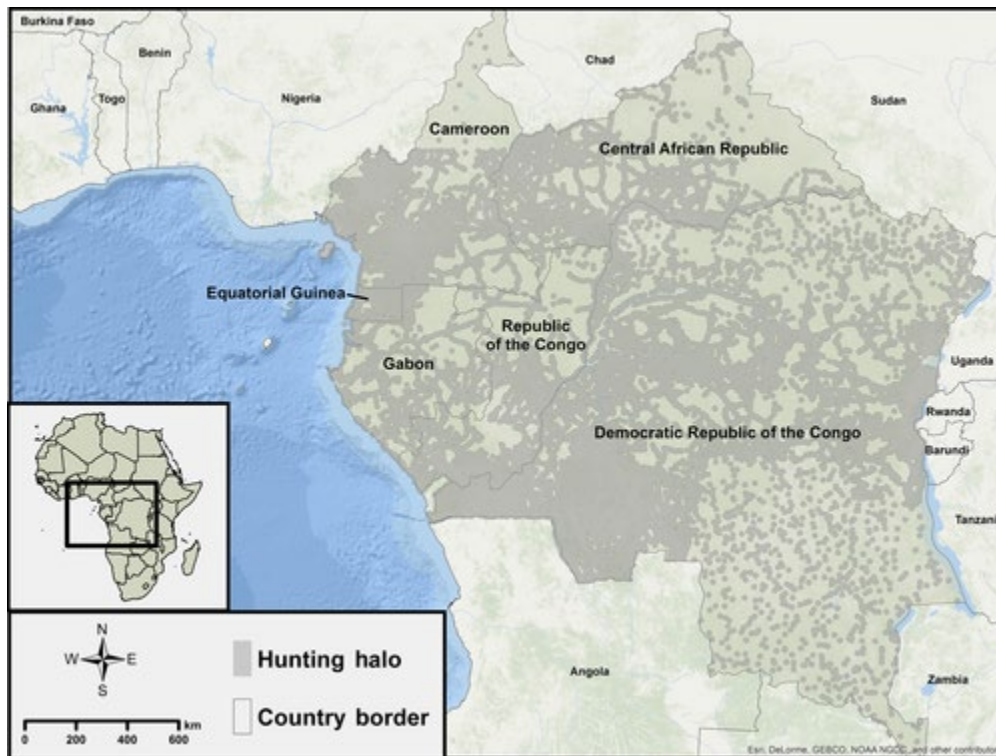 Burkina Faso
Benin
Ghana
Togo
Nigeria
Chad
Sudan
Cameroon
Central African Republic
Equatorial Guinea
Republic
of the Congo
Gabon
Uganda
Rwanda
Barundi
Democratic Republic of the Congo
Tanzani
Angola
Zambia
N
W
E
S
Hunting halo
Country border
km
0 200 400 600
Esri, DeLorme, GEBCO, NOAA NGDC, and other contributo